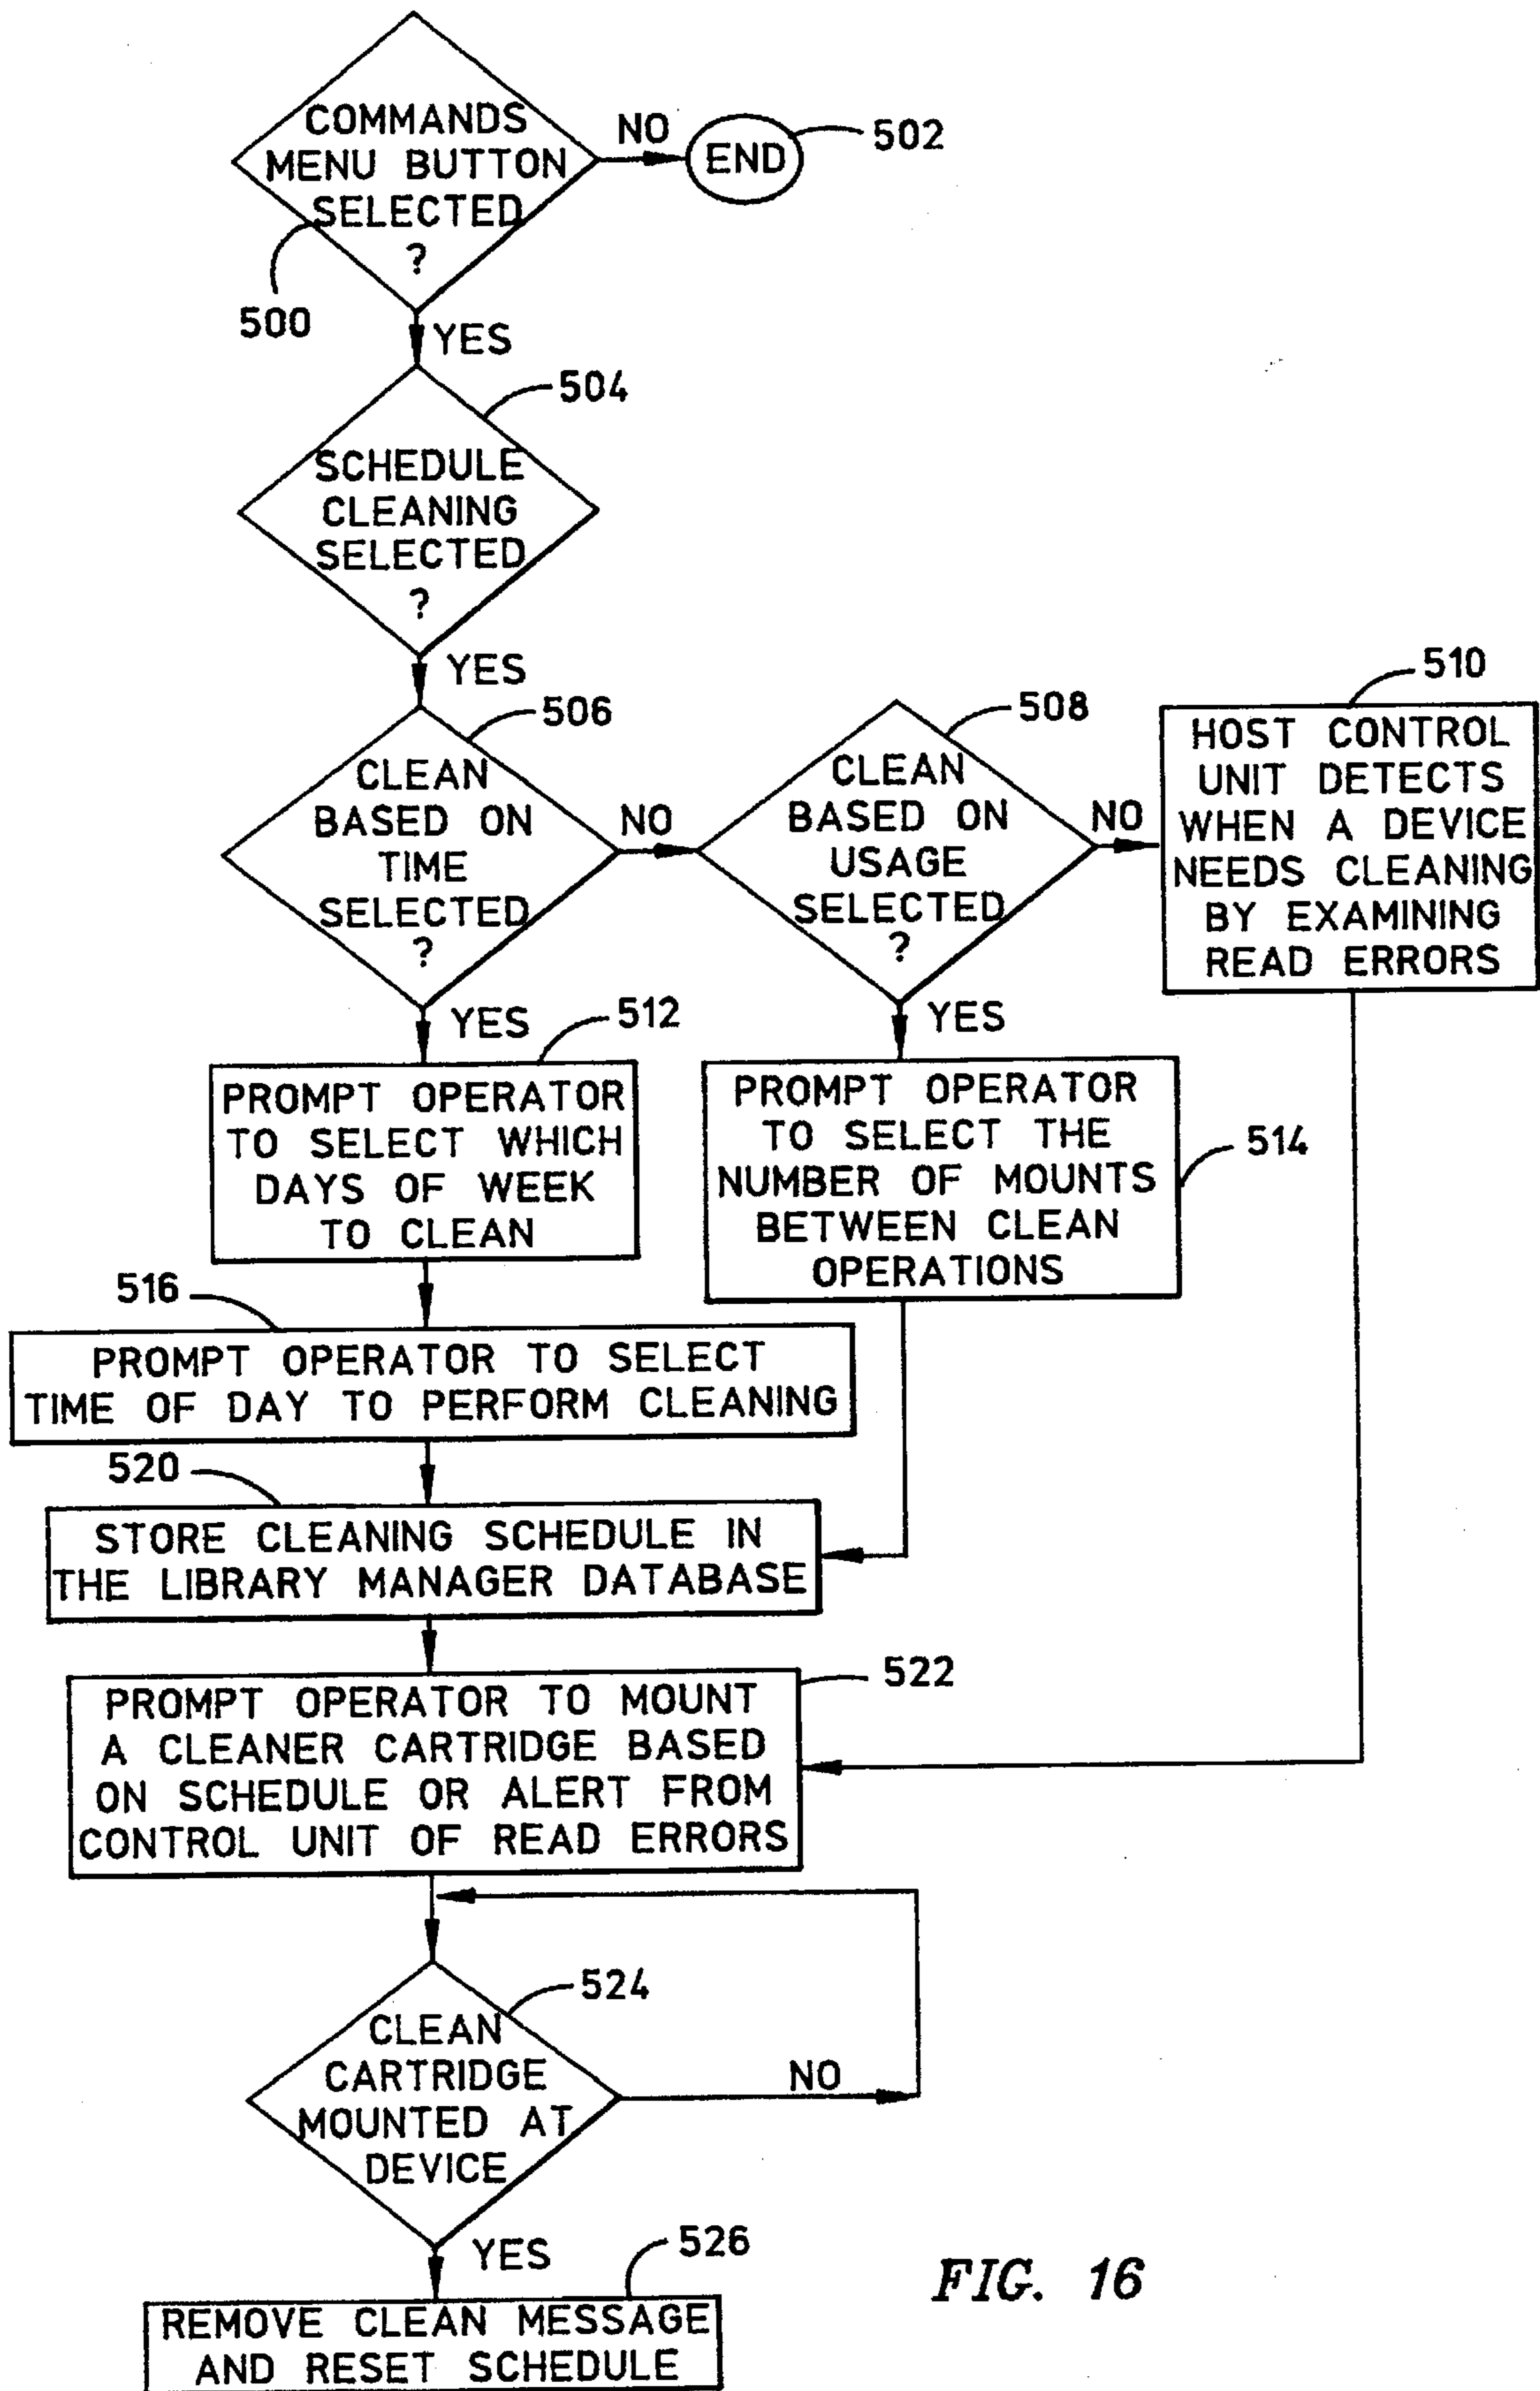 COMMANDS
MENU BUTTON
SELECTED
?
NO
END
502
500
YES
504
SCHEDULE
CLEANING
SELECTED
?
YES
506
CLEAN
BASED ON
TIME
SELECTED
?
NO
508
CLEAN
BASED ON
USAGE
SELECTED
?
NO
510
HOST CONTROL
UNIT DETECTS
WHEN A DEVICE
NEEDS CLEANING
BY EXAMINING
READ ERRORS
YES
512
PROMPT OPERATOR
TO SELECT WHICH
DAYS OF WEEK
TO CLEAN
YES
PROMPT OPERATOR
TO SELECT THE
NUMBER OF MOUNTS
BETWEEN CLEAN
OPERATIONS
514
516
PROMPT OPERATOR TO SELECT
TIME OF DAY TO PERFORM CLEANING
520
STORE CLEANING SCHEDULE IN
THE LIBRARY MANAGER DATABASE
522
PROMPT OPERATOR TO MOUNT
A CLEANER CARTRIDGE BASED
ON SCHEDULE OR ALERT FROM
CONTROL UNIT OF READ ERRORS
524
CLEAN
CARTRIDGE
MOUNTED AT
DEVICE
NO
YES
526
REMOVE CLEAN MESSAGE
AND RESET SCHEDULE
FIG. 16